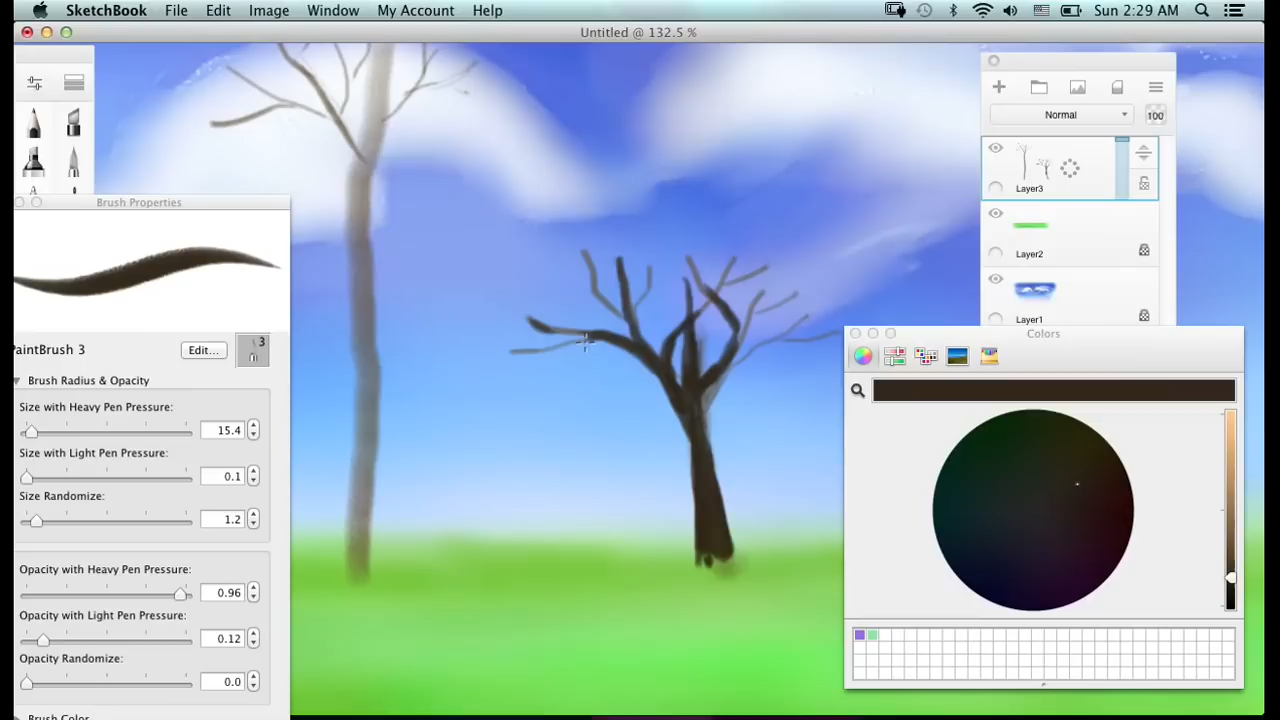 SketchBook File Edit Image Window My Account Help Sun 2:29 AM
Untitled @ 132.5 %
Normal 100
Layer3
Layer2
Layer1
Brush Properties
PaintBrush 3 Edit... 3
Brush Radius & Opacity
Size with Heavy Pen Pressure:
15.4
Size with Light Pen Pressure:
0.1
Size Randomize:
1.2
Opacity with Heavy Pen Pressure:
0.96
Opacity with Light Pen Pressure:
0.12
Opacity Randomize:
0.0
Brush Color
Colors